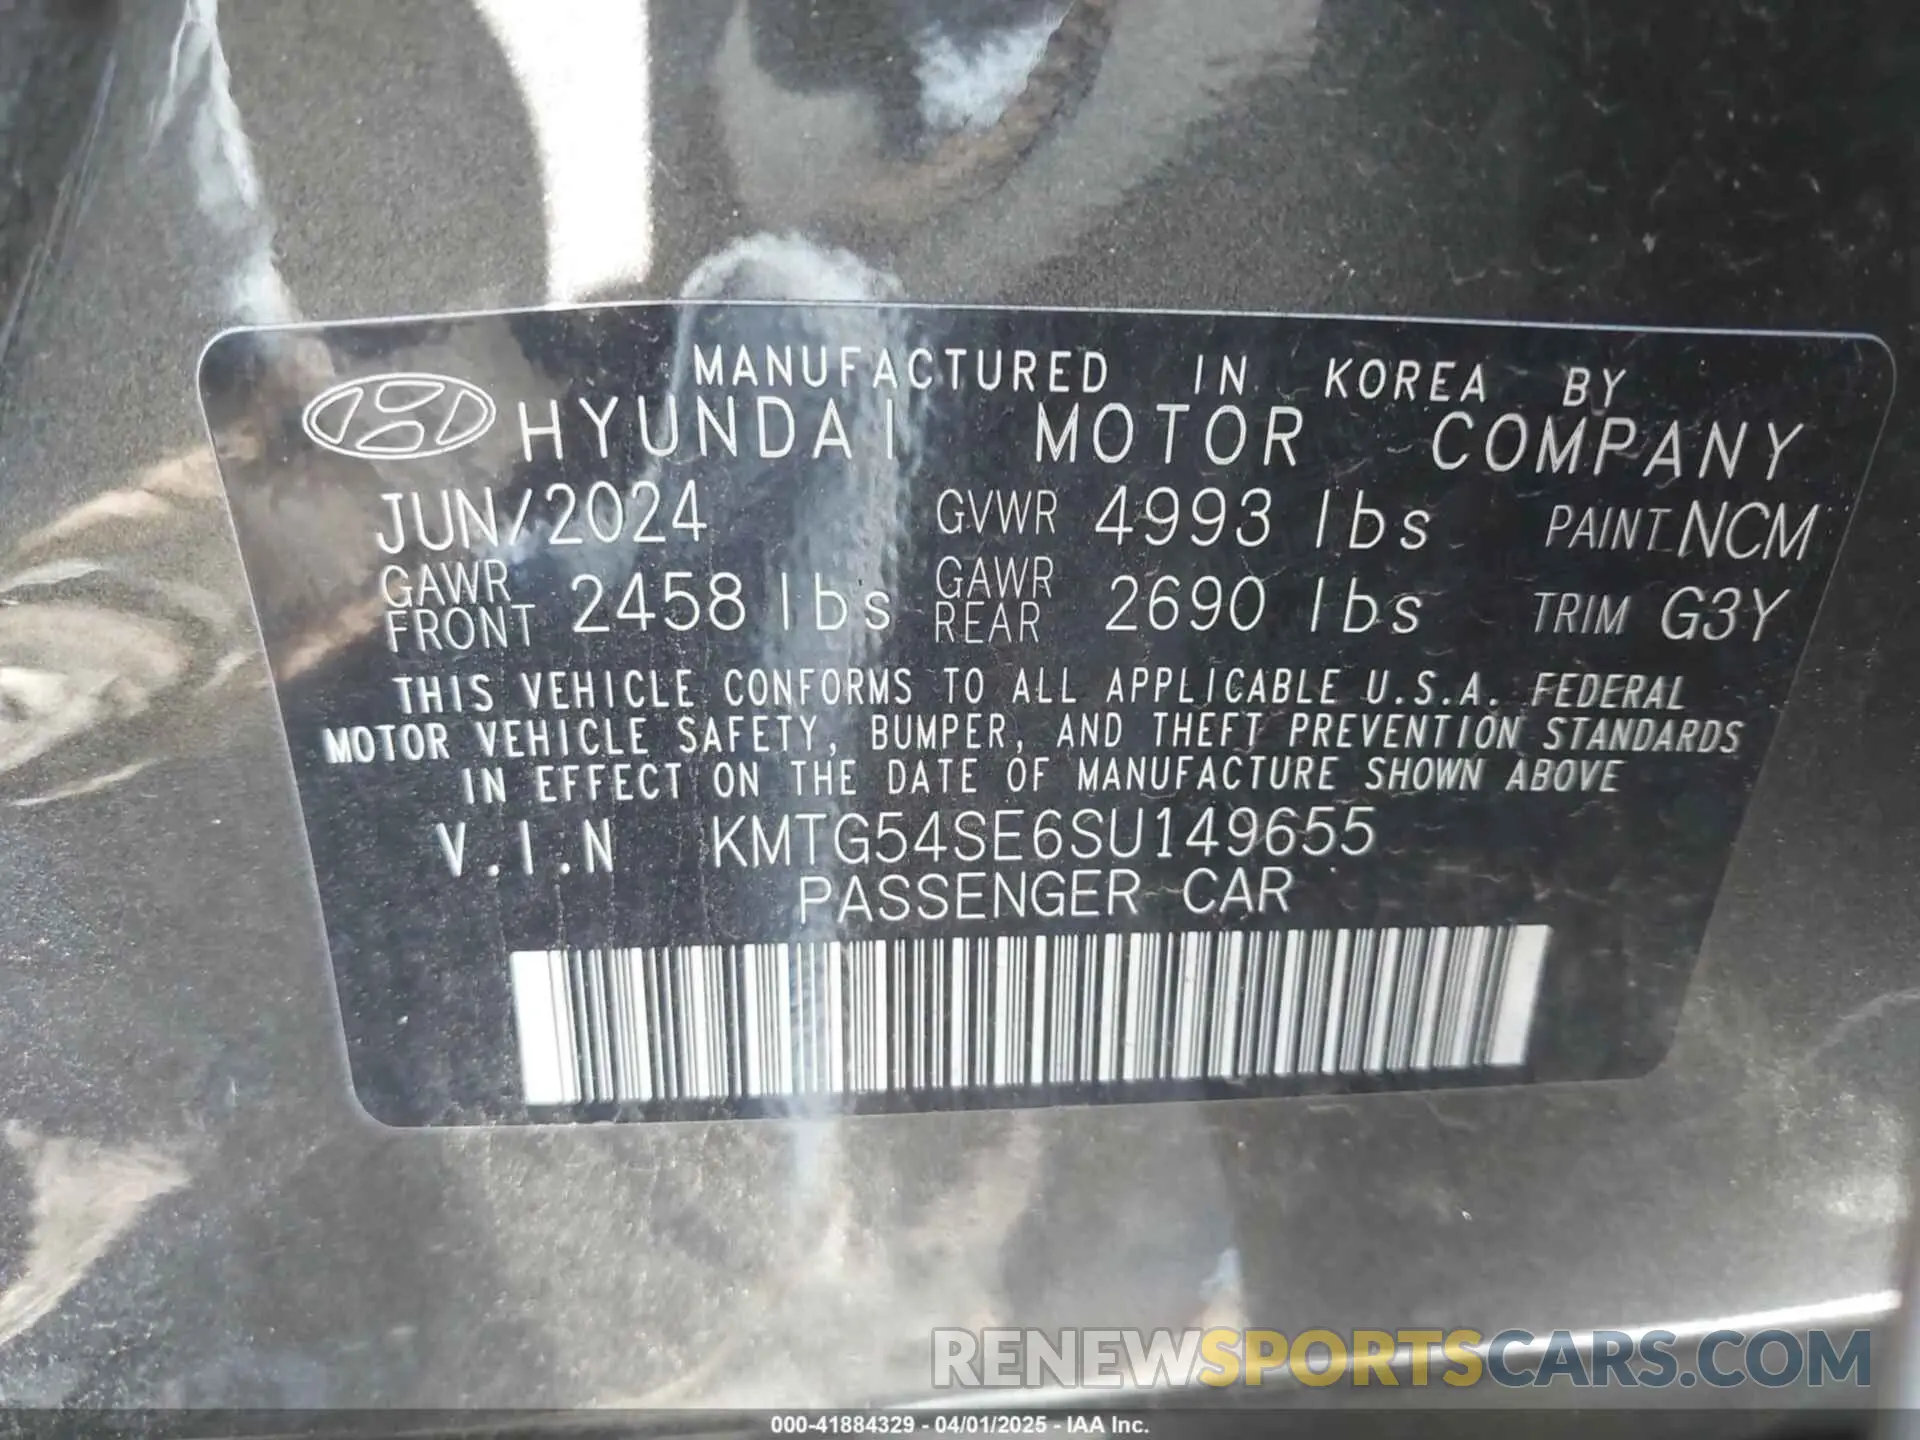 MANUFACTURED IN KOREA BY
HYUNDAI MOTOR COMPANY
JUN/2024 GVWR 4993 lbs PAINT NCM
GAWR FRONT 2458 lbs GAWR REAR 2690 lbs TRIM G3Y
THIS VEHICLE CONFORMS TO ALL APPLICABLE U.S.A. FEDERAL
MOTOR VEHICLE SAFETY, BUMPER, AND THEFT PREVENTION STANDARDS
IN EFFECT ON THE DATE OF MANUFACTURE SHOWN ABOVE
V.I.N KMTG54SE6SU149655
PASSENGER CAR
RENEWSPORTSCARS.COM
000-41884329 - 04/01/2025 - IAA Inc.